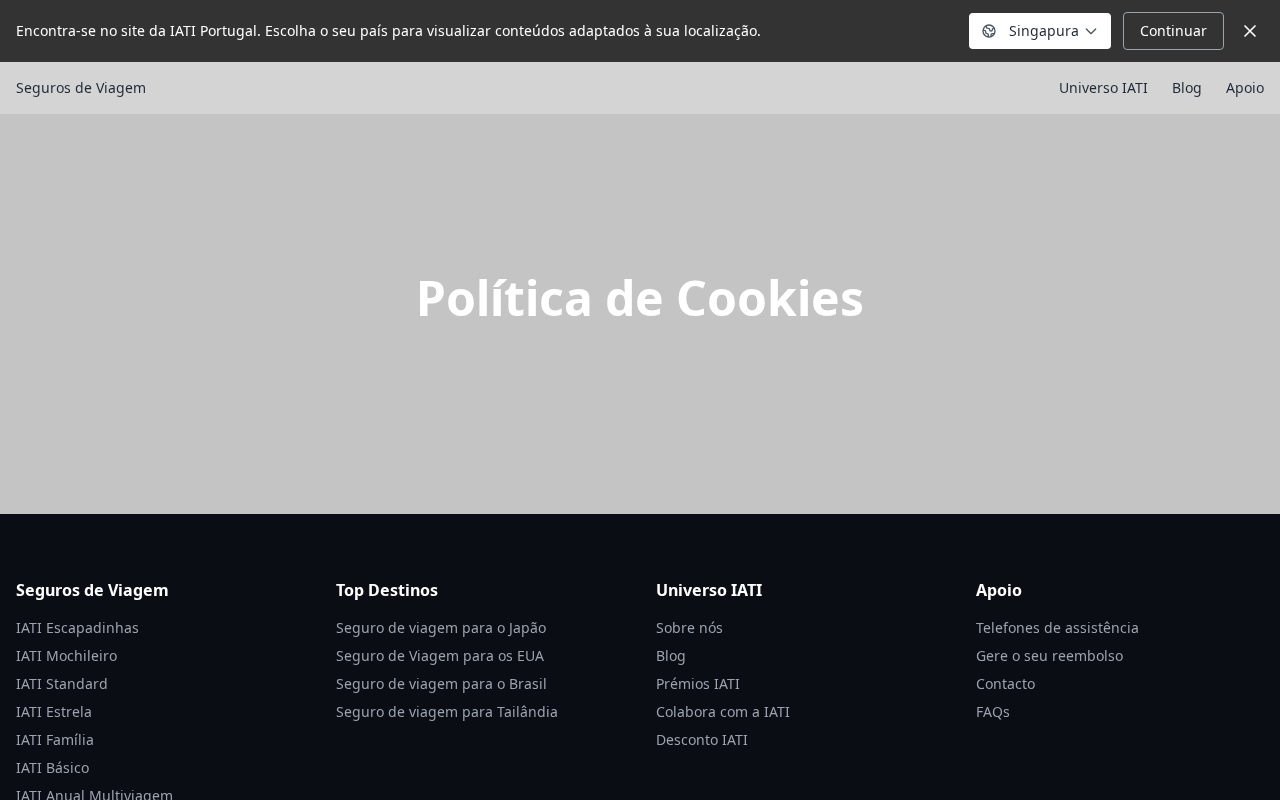 Encontra-se no site da IATI Portugal. Escolha o seu país para visualizar conteúdos adaptados à sua localização.
Singapura
Continuar
Seguros de Viagem
Universo IATI
Blog
Apoio
Política de Cookies
Seguros de Viagem
IATI Escapadinhas
IATI Mochileiro
IATI Standard
IATI Estrela
IATI Família
IATI Básico
IATI Anual Multiviagem
Top Destinos
Seguro de viagem para o Japão
Seguro de Viagem para os EUA
Seguro de viagem para o Brasil
Seguro de viagem para Tailândia
Universo IATI
Sobre nós
Blog
Prémios IATI
Colabora com a IATI
Desconto IATI
Apoio
Telefones de assistência
Gere o seu reembolso
Contacto
FAQs